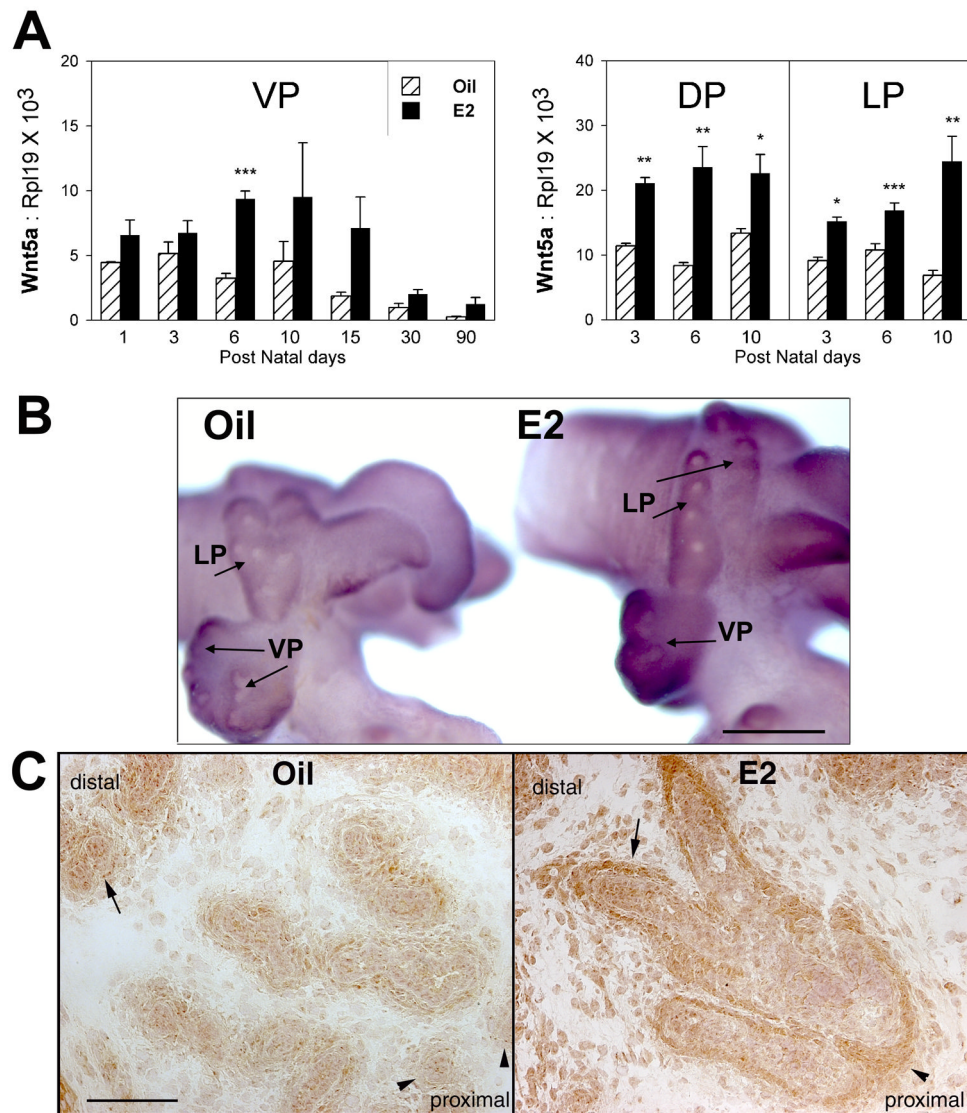 A
VP
Oil
E2
Wnt5a : Rpl19 X 10³
20
15
10
5
0
***
1 3 6 10 15 30 90
Post Natal days
DP LP
Wnt5a : Rpl19 X 10³
40
30
20
10
0
** ** * * *** **
3 6 10 3 6 10
Post Natal days
B
Oil E2
LP
VP
LP
VP
C
distal Oil
proximal
distal E2
proximal